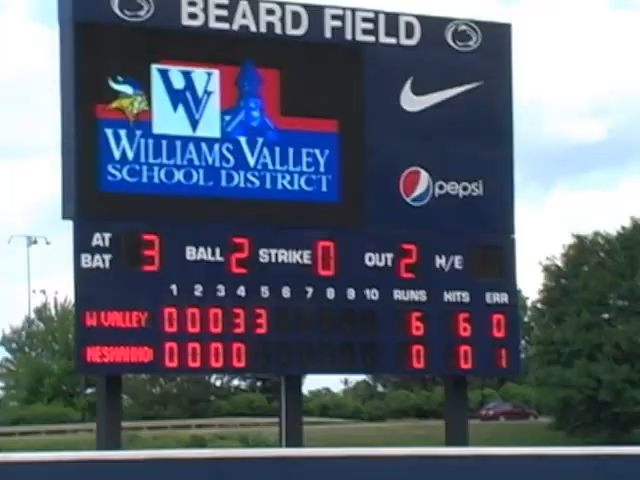 BEARD FIELD
W
WILLIAMS VALLEY
SCHOOL DISTRICT
pepsi
AT BAT 3 BALL 2 STRIKE 0 OUT 2 H/E
1 2 3 4 5 6 7 8 9 10 RUNS HITS ERR
W VALLEY 0 0 0 3 3 6 6 0
0 0 0 0 0 0 1